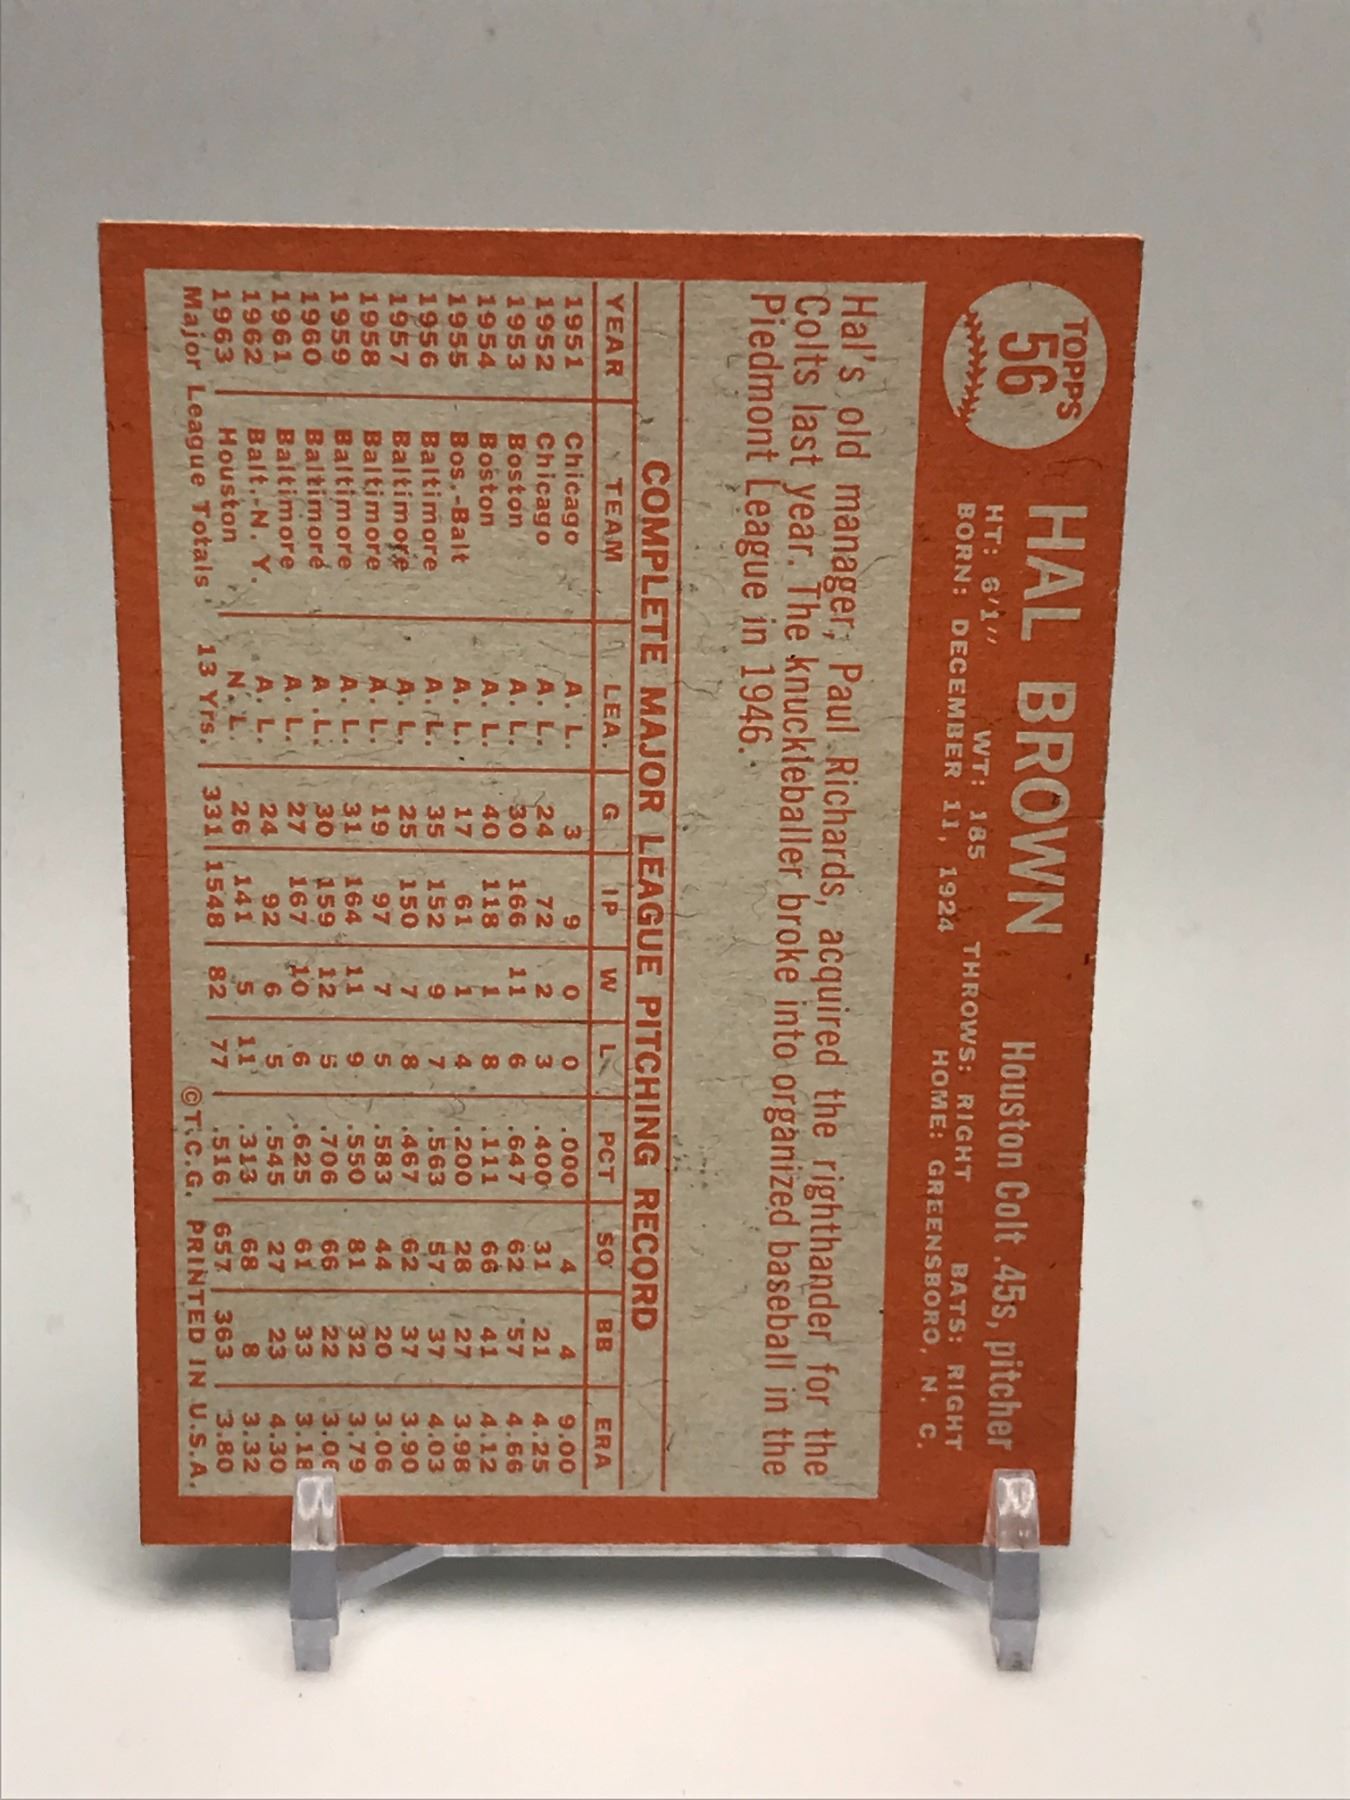 TOPPS
56
HAL BROWN Houston Colt .45s, pitcher
HT: 6'1" WT: 185 THROWS: RIGHT BATS: RIGHT
BORN: DECEMBER 11, 1924 HOME: GREENSBORO, N. C.
Hal's old manager, Paul Richards, acquired the righthander for the
Colts last year. The knuckleballer broke into organized baseball in the
Piedmont League in 1946.
COMPLETE MAJOR LEAGUE PITCHING RECORD
YEAR TEAM LEA. G IP W L PCT SO BB ERA
1951 Chicago A. L. 3 9 0 0 .000 4 4 9.00
1952 Chicago A. L. 24 72 2 3 .400 31 21 4.25
1953 Boston A. L. 30 166 11 6 .647 62 57 4.66
1954 Boston A. L. 40 118 1 8 .111 66 41 4.12
1955 Bos.-Balt A. L. 17 61 1 4 .200 28 27 3.98
1956 Baltimore A. L. 35 152 9 7 .563 57 37 4.03
1957 Baltimore A. L. 25 150 7 8 .467 62 37 3.90
1958 Baltimore A. L. 19 97 7 5 .583 44 20 3.06
1959 Baltimore A. L. 31 164 11 9 .550 81 32 3.79
1960 Baltimore A. L. 30 159 12 5 .706 66 22 3.06
1961 Baltimore A. L. 27 167 10 6 .625 61 33 3.18
1962 Balt.-N. Y. A. L. 24 92 6 5 .545 27 23 4.30
1963 Houston N. L. 26 141 5 11 .313 68 8 3.32
Major League Totals 13 Yrs. 331 1548 82 77 .516 657 363 3.80
©T.C.G. PRINTED IN U.S.A.